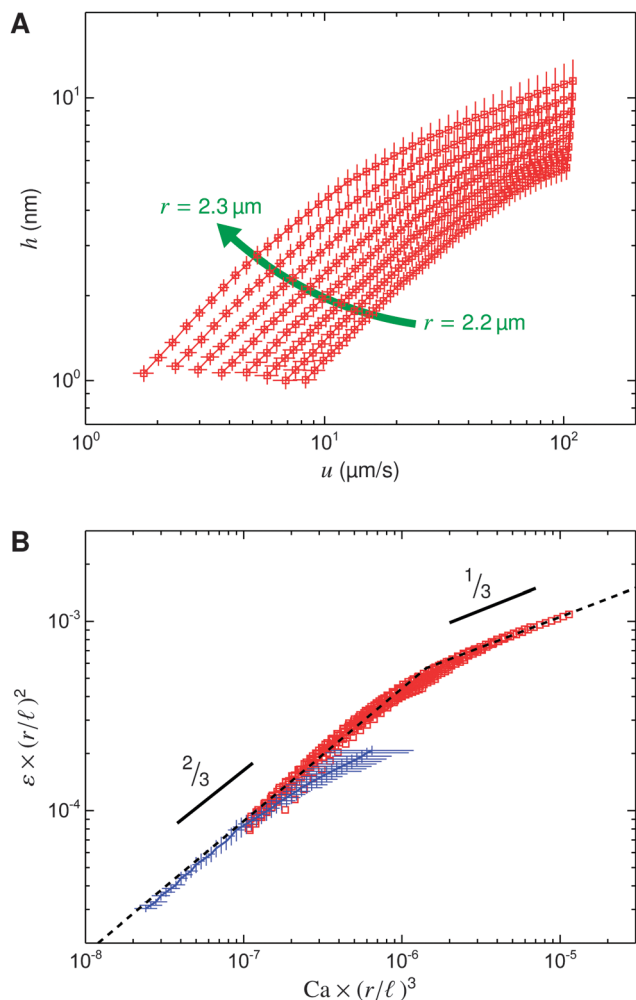 A
10¹
h (nm)
r = 2.3 µm
r = 2.2 µm
10⁰
10⁰ 10¹ 10²
u (µm/s)
B
10⁻³
1/3
ε × (r/ℓ)²
2/3
10⁻⁴
10⁻⁸ 10⁻⁷ 10⁻⁶ 10⁻⁵
Ca × (r/ℓ)³